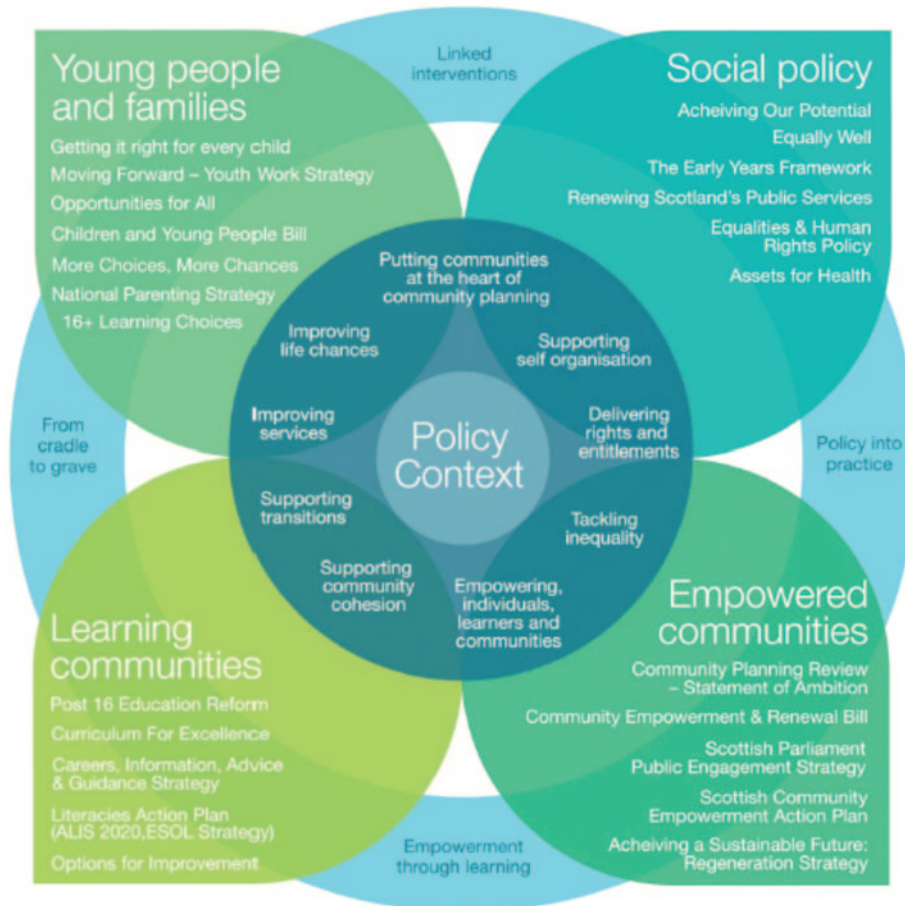 Linked
interventions
Young people
and families
Getting it right for every child
Moving Forward – Youth Work Strategy
Opportunities for All
Children and Young People Bill
More Choices, More Chances
National Parenting Strategy
16+ Learning Choices
Social policy
Acheiving Our Potential
Equally Well
The Early Years Framework
Renewing Scotland's Public Services
Equalities & Human
Rights Policy
Assets for Health
Putting communities
at the heart of
community planning
Improving
life chances
Supporting
self organisation
Improving
services
Delivering
rights and
entitlements
Policy
Context
Supporting
transitions
Tackling
inequality
Supporting
community
cohesion
Empowering,
individuals,
learners and
communities
From
cradle
to grave
Policy into
practice
Learning
communities
Post 16 Education Reform
Curriculum For Excellence
Careers, Information, Advice
& Guidance Strategy
Literacies Action Plan
(ALIS 2020,ESOL Strategy)
Options for Improvement
Empowered
communities
Community Planning Review
– Statement of Ambition
Community Empowerment & Renewal Bill
Scottish Parliament
Public Engagement Strategy
Scottish Community
Empowerment Action Plan
Acheiving a Sustainable Future:
Regeneration Strategy
Empowerment
through learning